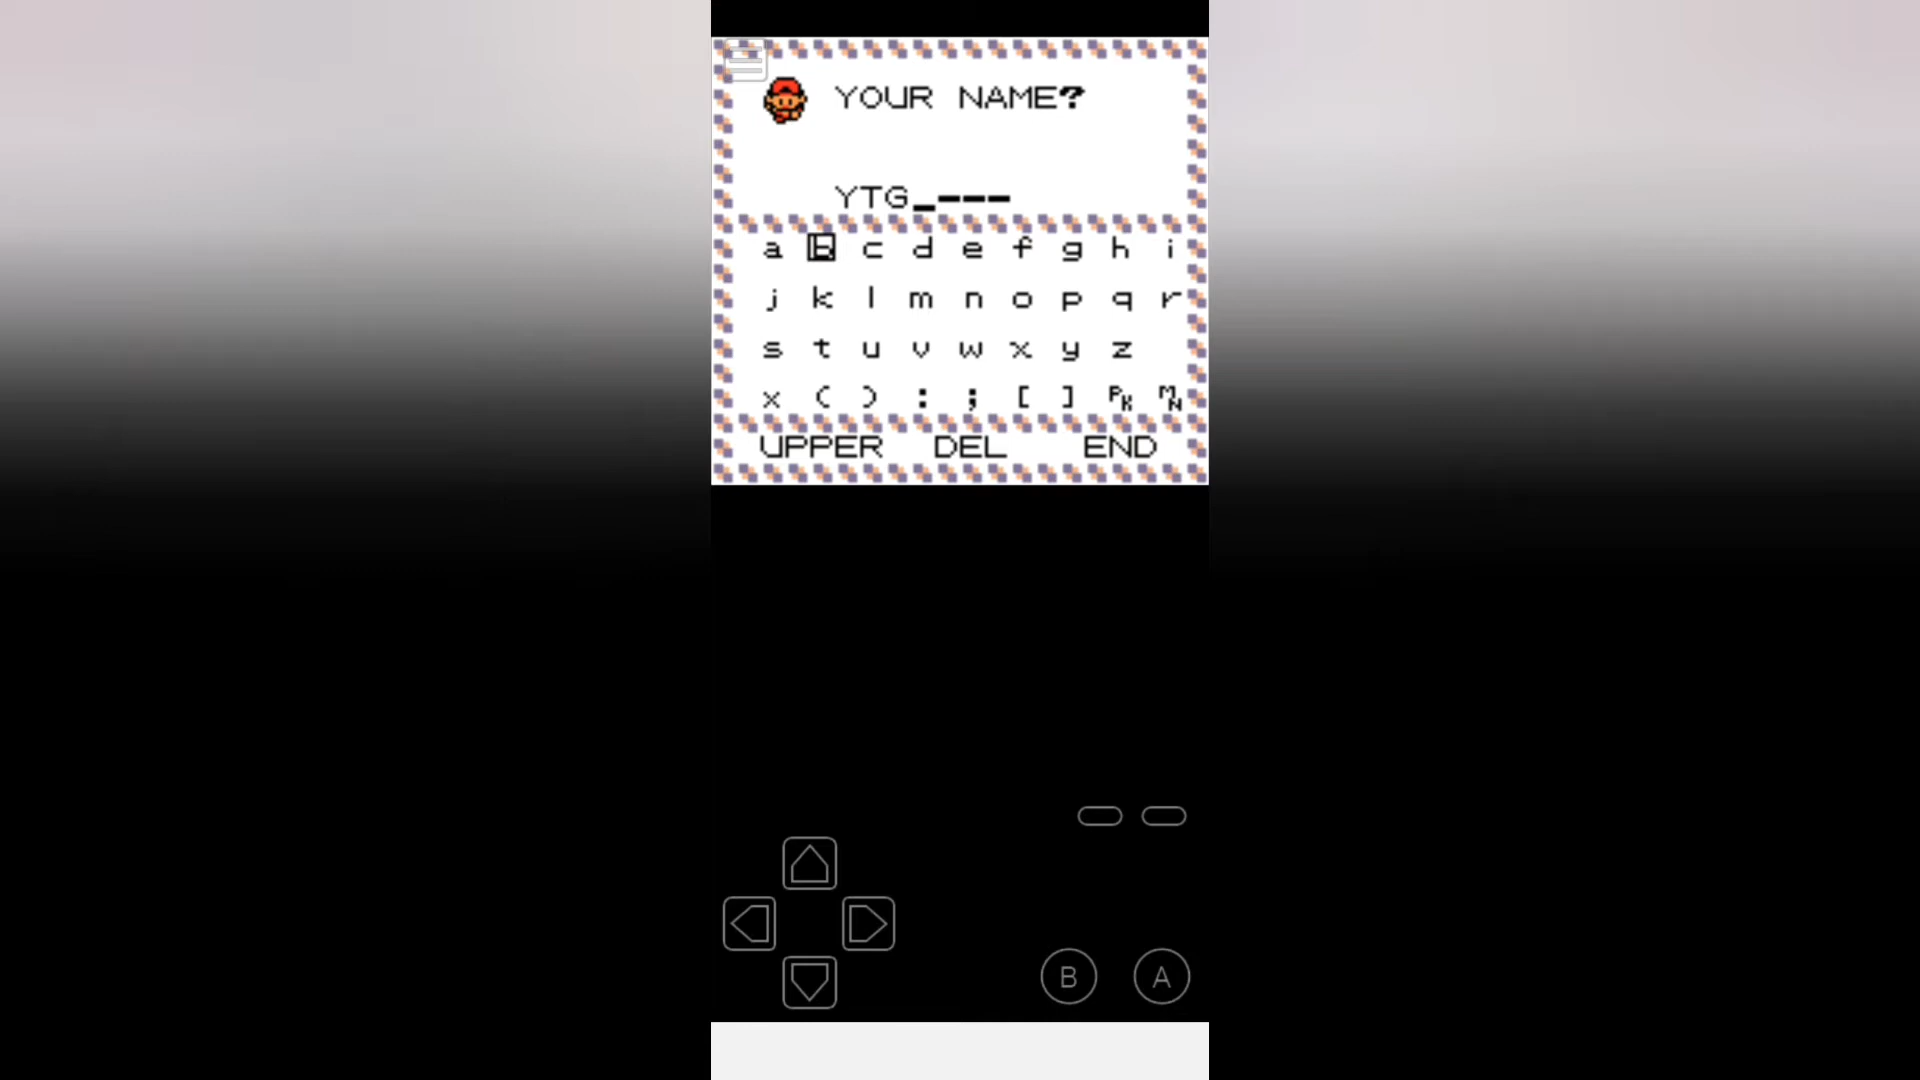 YOUR NAME?
YTG_---
a b c d e f g h i
j k l m n o p q r
s t u v w x y z
× ( ) : ; [ ] PK MN
UPPER DEL END
B A